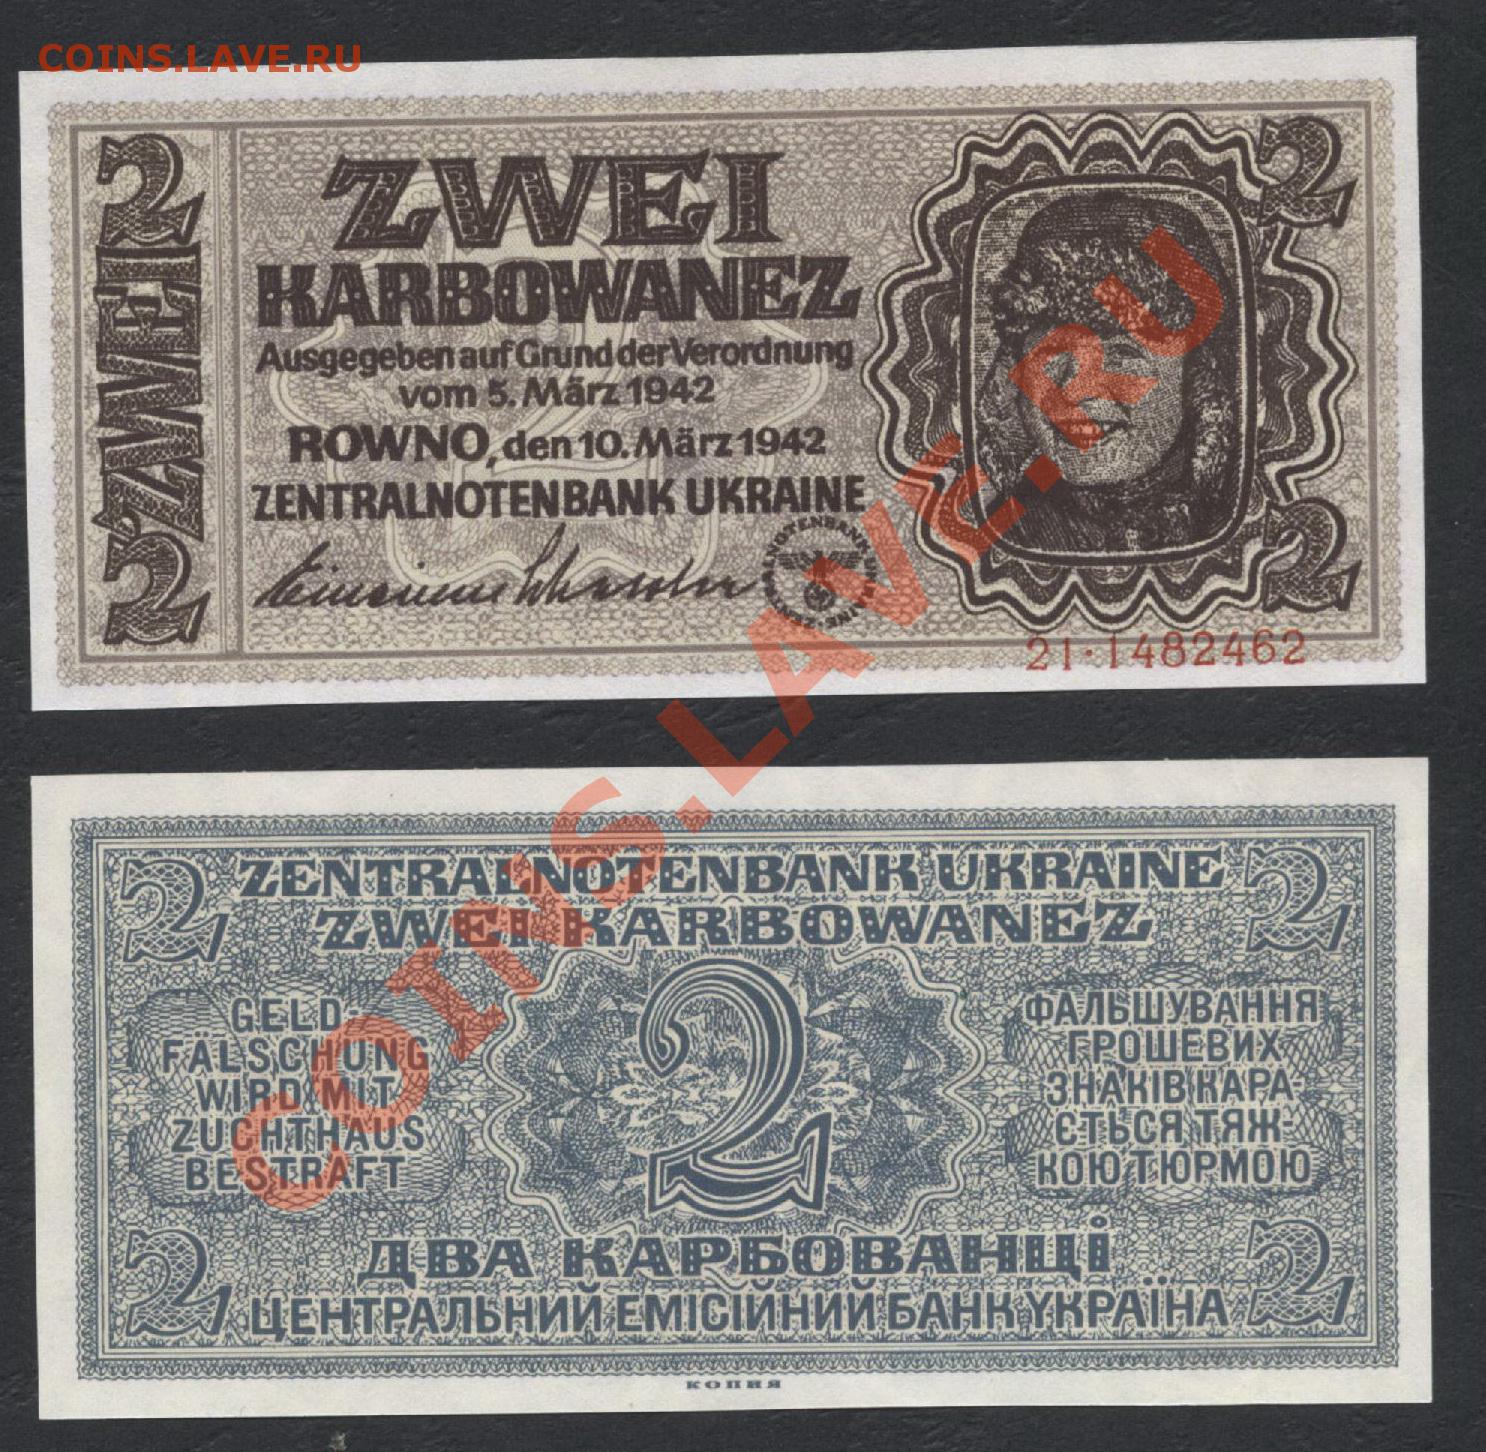 COINS.LAVE.RU
2
ZWEI
2
ZWEI
KARBOWANEZ
Ausgegeben auf Grund der Verordnung
vom 5. März 1942
ROWNO, den 10. März 1942
ZENTRALNOTENBANK UKRAINE
2
2
21·1482462
COINS.LAVE.RU
2
ZENTRALNOTENBANK UKRAINE
2
ZWEI KARBOWANEZ
GELD-
FÄLSCHUNG
WIRD MIT
ZUCHTHAUS
BESTRAFT
2
ФАЛЬШУВАННЯ
ГРОШЕВИХ
ЗНАКІВ КАРА-
ЄТЬСЯ ТЯЖ-
КОЮ ТЮРМОЮ
2
ДВА КАРБОВАНЦІ
2
ЦЕНТРАЛЬНИЙ ЕМІСІЙНИЙ БАНК УКРАЇНА
КОПИЯ